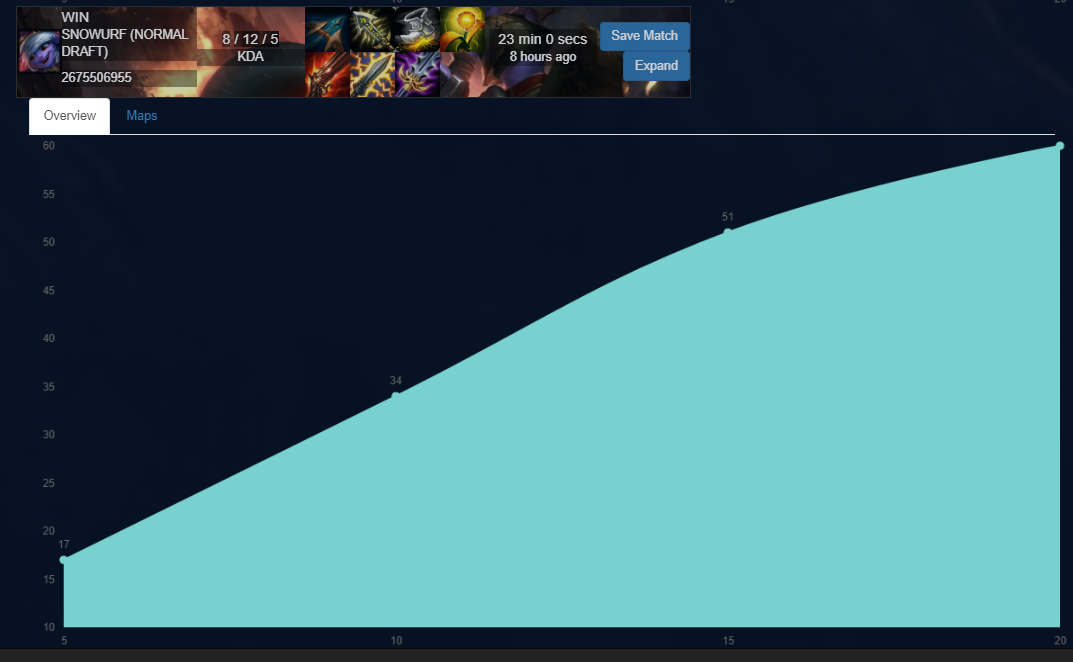 WIN
SNOWURF (NORMAL
DRAFT)
2675506955
8 / 12 / 5
KDA
23 min 0 secs
8 hours ago
Save Match
Expand
Overview
Maps
60
55
50
45
40
35
30
25
20
15
10
17
34
51
5
10
15
20